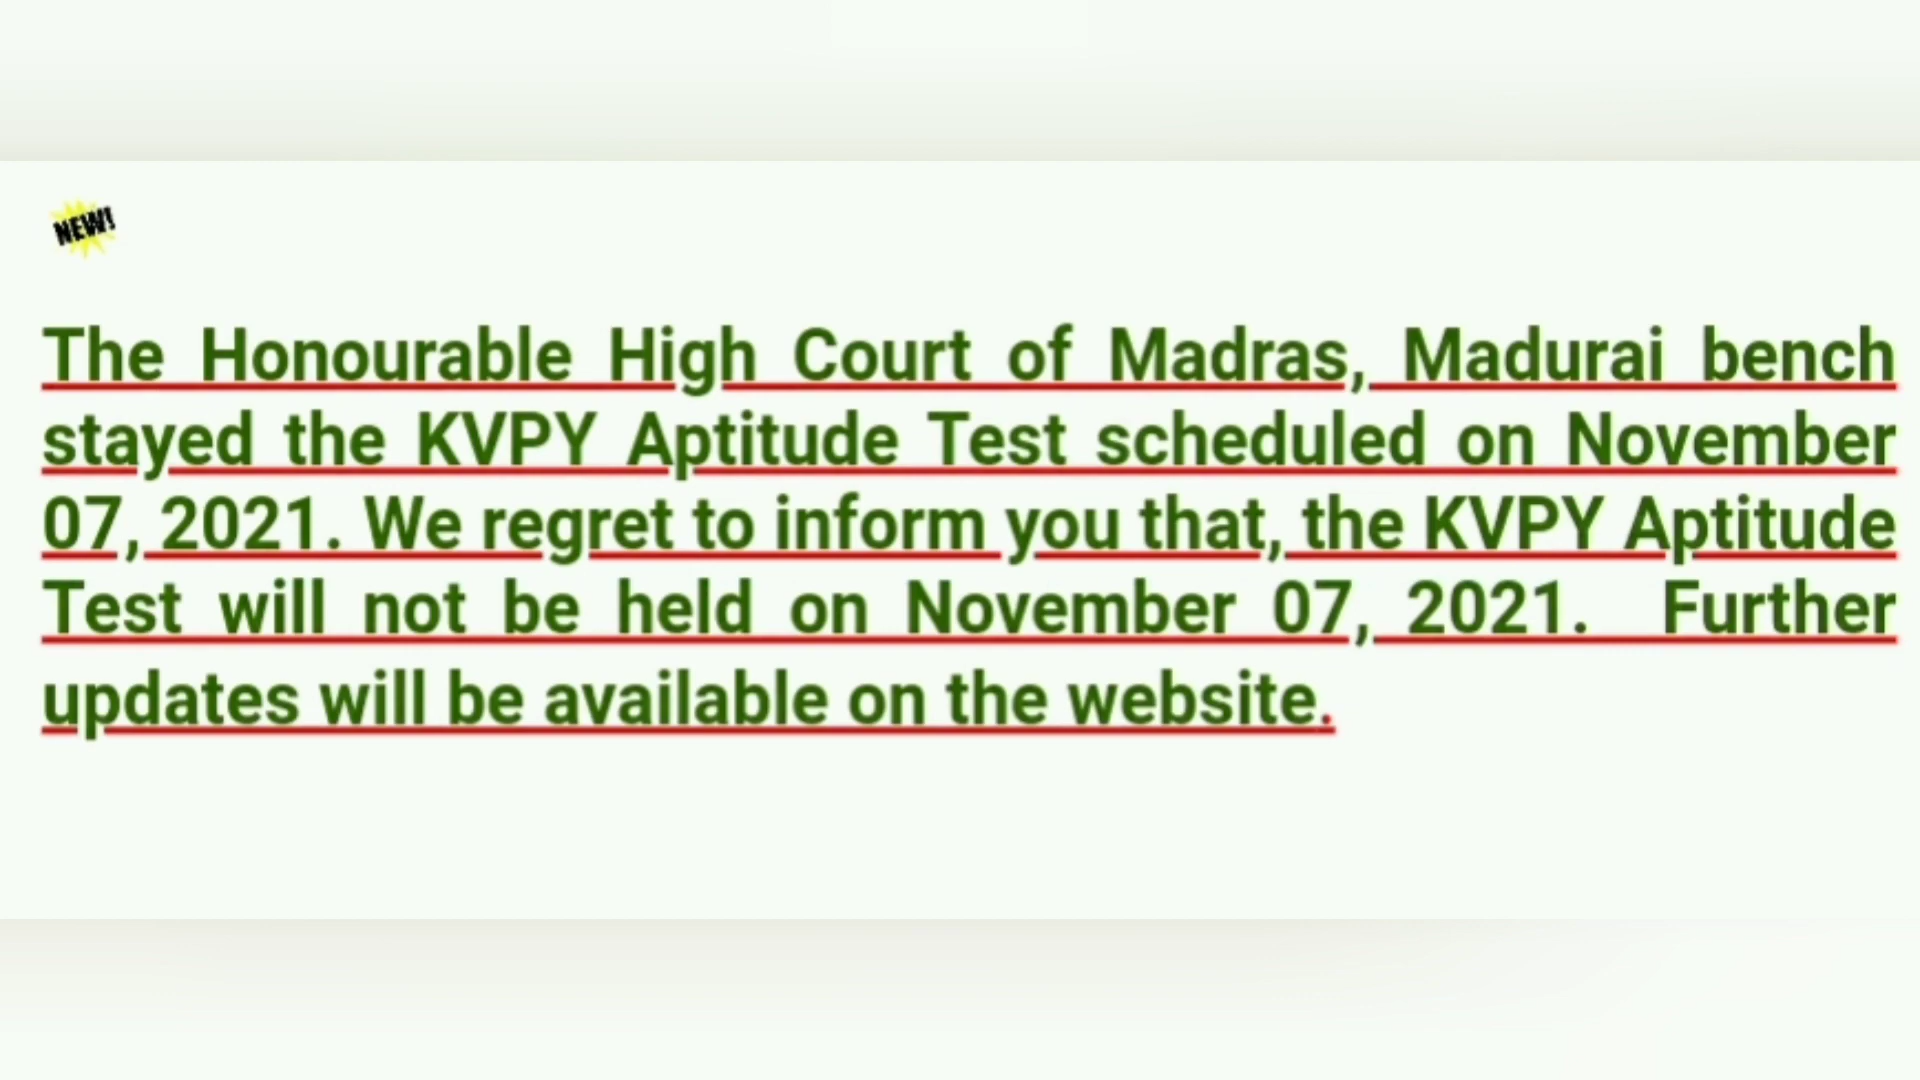 NEW!
The Honourable High Court of Madras, Madurai bench
stayed the KVPY Aptitude Test scheduled on November
07, 2021. We regret to inform you that, the KVPY Aptitude
Test will not be held on November 07, 2021. Further
updates will be available on the website.